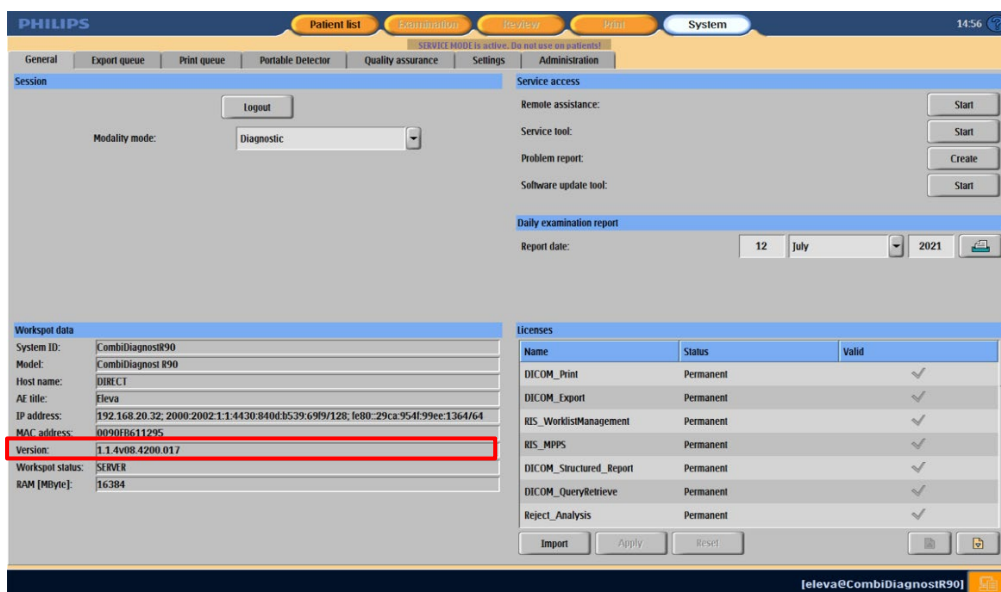 PHILIPS
Patient list
Examination
Review
Print
System
14:56
SERVICE MODE is active. Do not use on patients!
General
Export queue
Print queue
Portable Detector
Quality assurance
Settings
Administration
Session
Logout
Modality mode:
Diagnostic
Service access
Remote assistance:
Start
Service tool:
Start
Problem report:
Create
Software update tool:
Start
Daily examination report
Report date:
12
July
2021
Workspot data
System ID:
CombiDiagnostR90
Model:
CombiDiagnost R90
Host name:
DIRECT
AE title:
Eleva
IP address:
192.168.20.32; 2000:2002:1:1:4430:840d:b539:69f9/128; fe80::29ca:954f:99ee:1364/64
MAC address:
0090FB611295
Version:
1.1.4v08.4200.017
Workspot status:
SERVER
RAM [MByte]:
16384
Licenses
Name
Status
Valid
DICOM_Print
Permanent
DICOM_Export
Permanent
RIS_WorklistManagement
Permanent
RIS_MPPS
Permanent
DICOM_Structured_Report
Permanent
DICOM_QueryRetrieve
Permanent
Reject_Analysis
Permanent
Import
Apply
Reset
[eleva@CombiDiagnostR90]